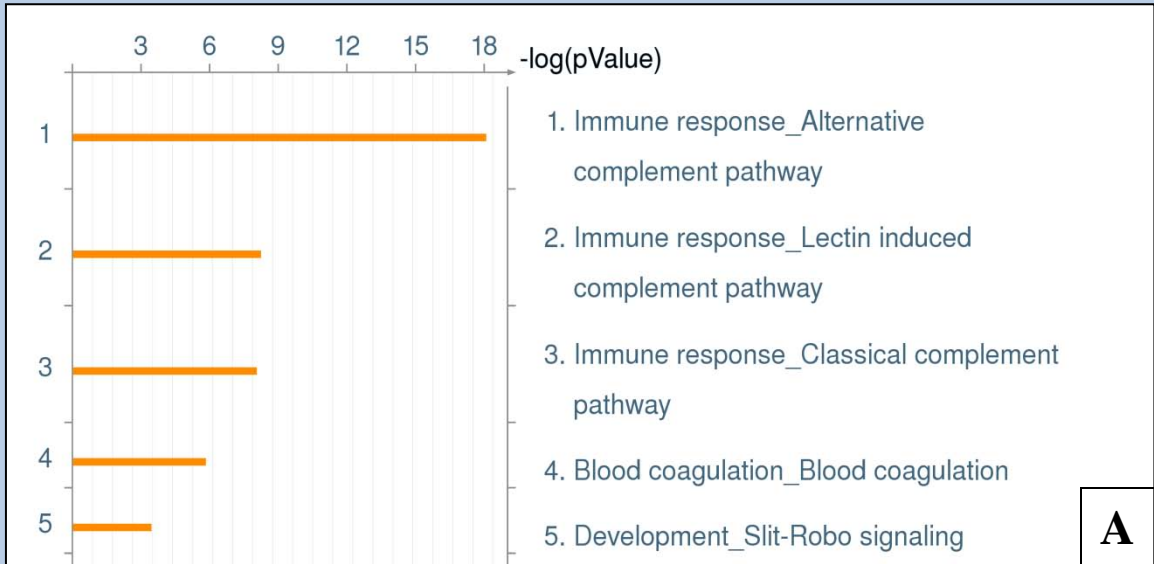 3 6 9 12 15 18 -log(pValue)
1 1. Immune response_Alternative
complement pathway
2 2. Immune response_Lectin induced
complement pathway
3 3. Immune response_Classical complement
pathway
4 4. Blood coagulation_Blood coagulation
5 5. Development_Slit-Robo signaling
A